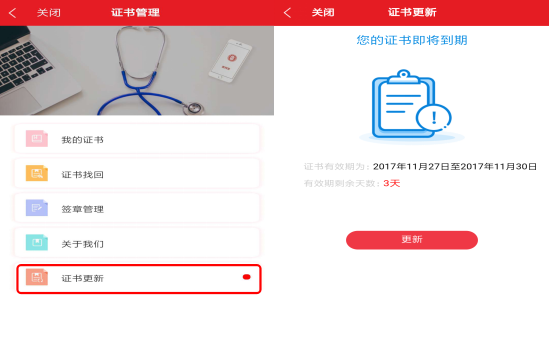 关闭
证书管理
我的证书
证书找回
签章管理
关于我们
证书更新
关闭
证书更新
您的证书即将到期
证书有效期为: 2017年11月27日至2017年11月30日
有效期剩余天数: 3天
更新